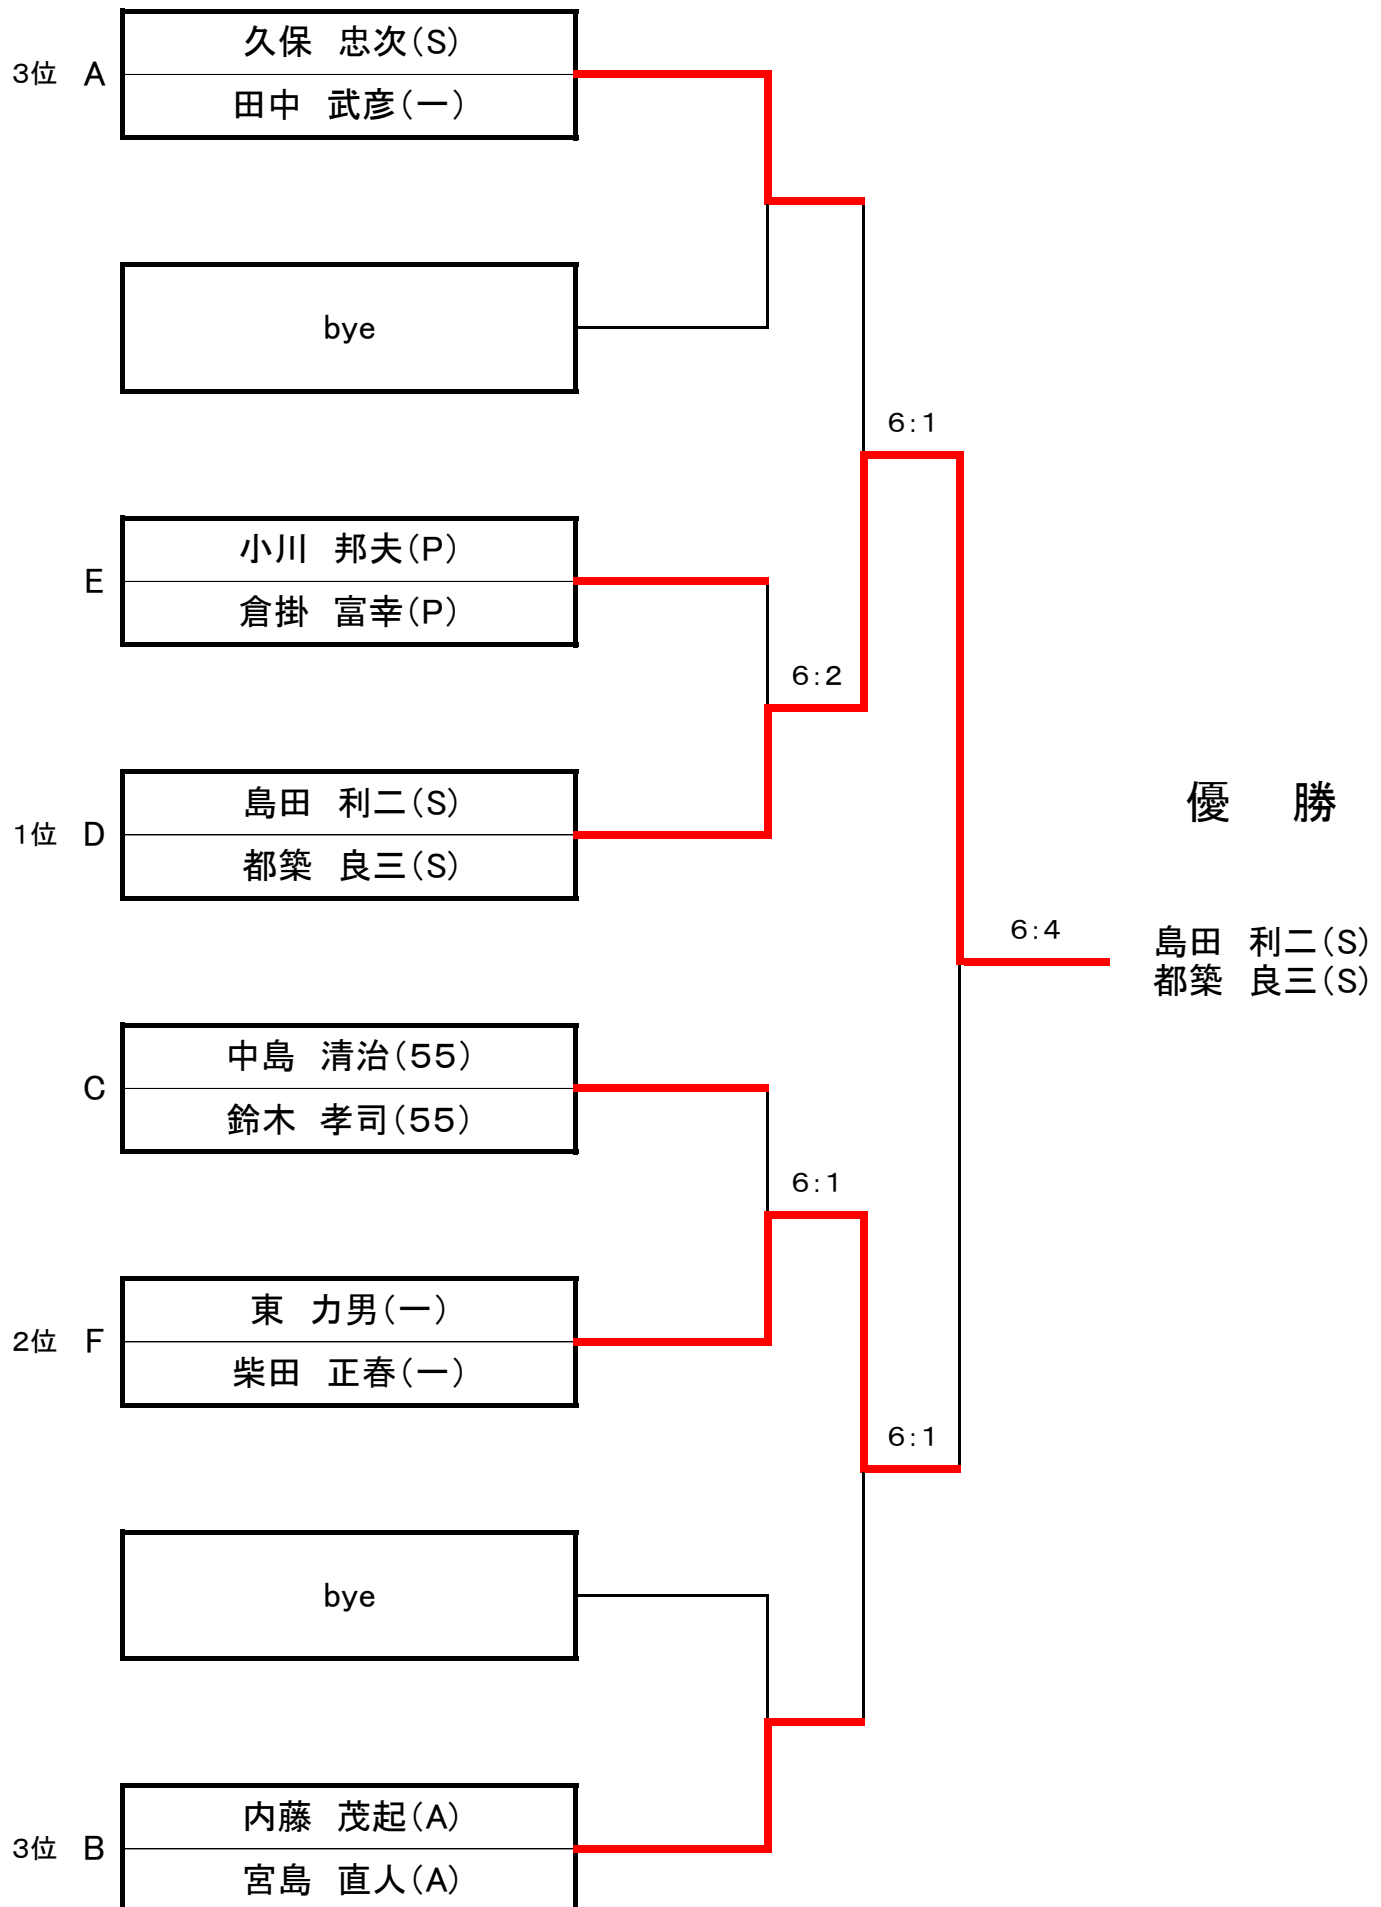 久保　忠次(S)
3位 A
田中　武彦(一)
bye
6:1
小川　邦夫(P)
E
倉掛　富幸(P)
6:2
島田　利二(S)
1位 D
都築　良三(S)
優　勝
6:4
島田　利二(S)
都築　良三(S)
中島　清治(55)
C
鈴木　孝司(55)
6:1
東　力男(一)
2位 F
柴田　正春(一)
6:1
bye
内藤　茂起(A)
3位 B
宮島　直人(A)